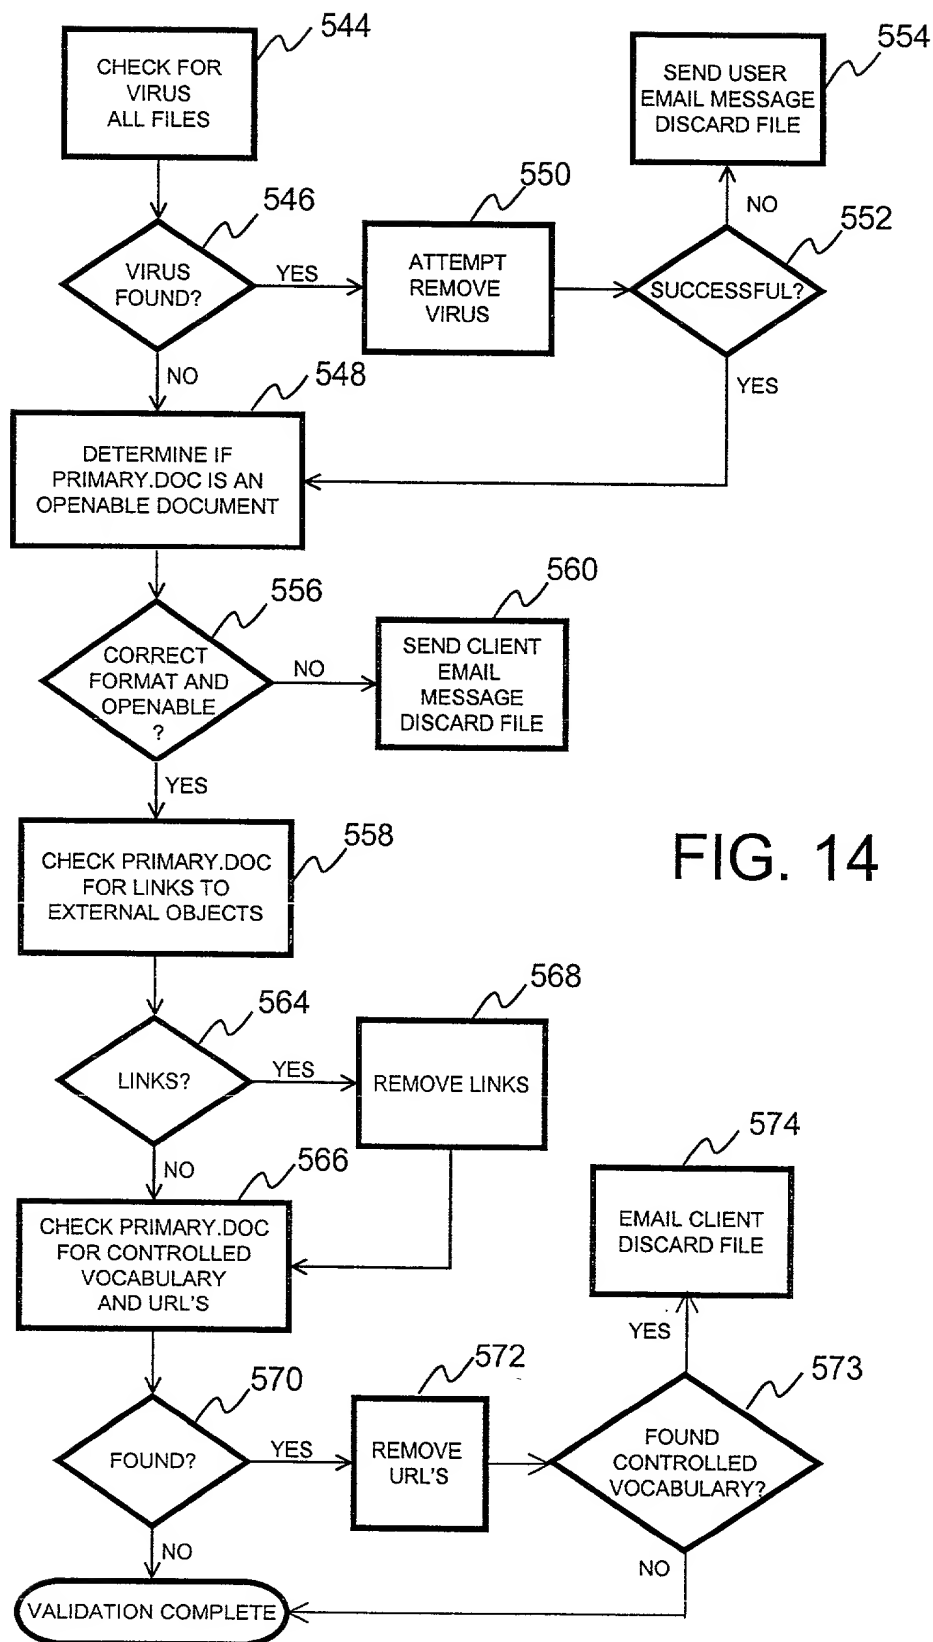 544
CHECK FOR
VIRUS
ALL FILES
554
SEND USER
EMAIL MESSAGE
DISCARD FILE
546
VIRUS
FOUND?
YES
550
ATTEMPT
REMOVE
VIRUS
NO
552
SUCCESSFUL?
YES
NO
548
DETERMINE IF
PRIMARY.DOC IS AN
OPENABLE DOCUMENT
556
CORRECT
FORMAT AND
OPENABLE
?
NO
560
SEND CLIENT
EMAIL
MESSAGE
DISCARD FILE
YES
558
CHECK PRIMARY.DOC
FOR LINKS TO
EXTERNAL OBJECTS
FIG. 14
564
LINKS?
YES
568
REMOVE LINKS
NO
566
CHECK PRIMARY.DOC
FOR CONTROLLED
VOCABULARY
AND URL'S
574
EMAIL CLIENT
DISCARD FILE
YES
570
FOUND?
YES
572
REMOVE
URL'S
573
FOUND
CONTROLLED
VOCABULARY?
NO
NO
VALIDATION COMPLETE